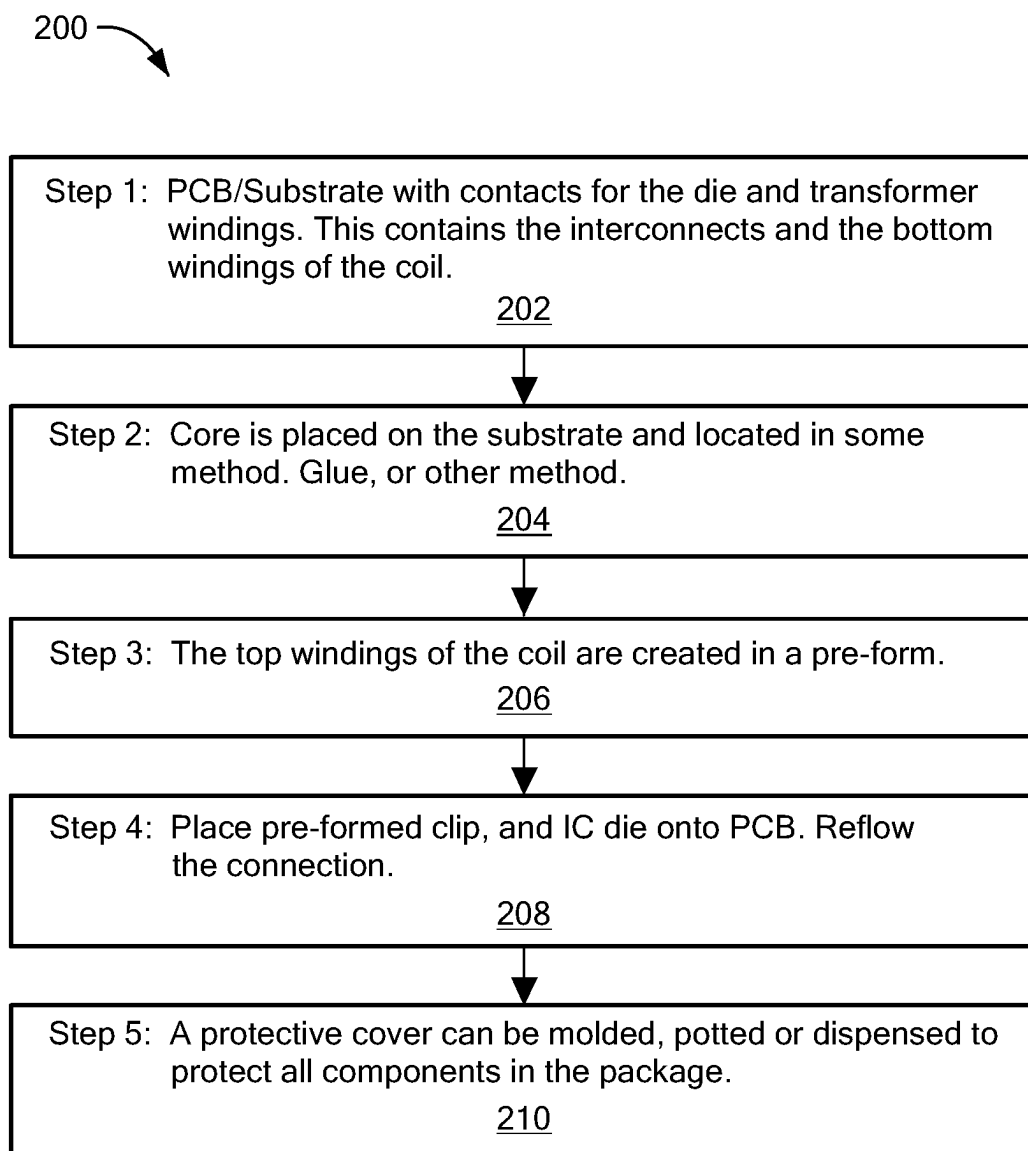 200
Step 1: PCB/Substrate with contacts for the die and transformer
windings. This contains the interconnects and the bottom
windings of the coil.
202
Step 2: Core is placed on the substrate and located in some
method. Glue, or other method.
204
Step 3: The top windings of the coil are created in a pre-form.
206
Step 4: Place pre-formed clip, and IC die onto PCB. Reflow
the connection.
208
Step 5: A protective cover can be molded, potted or dispensed to
protect all components in the package.
210